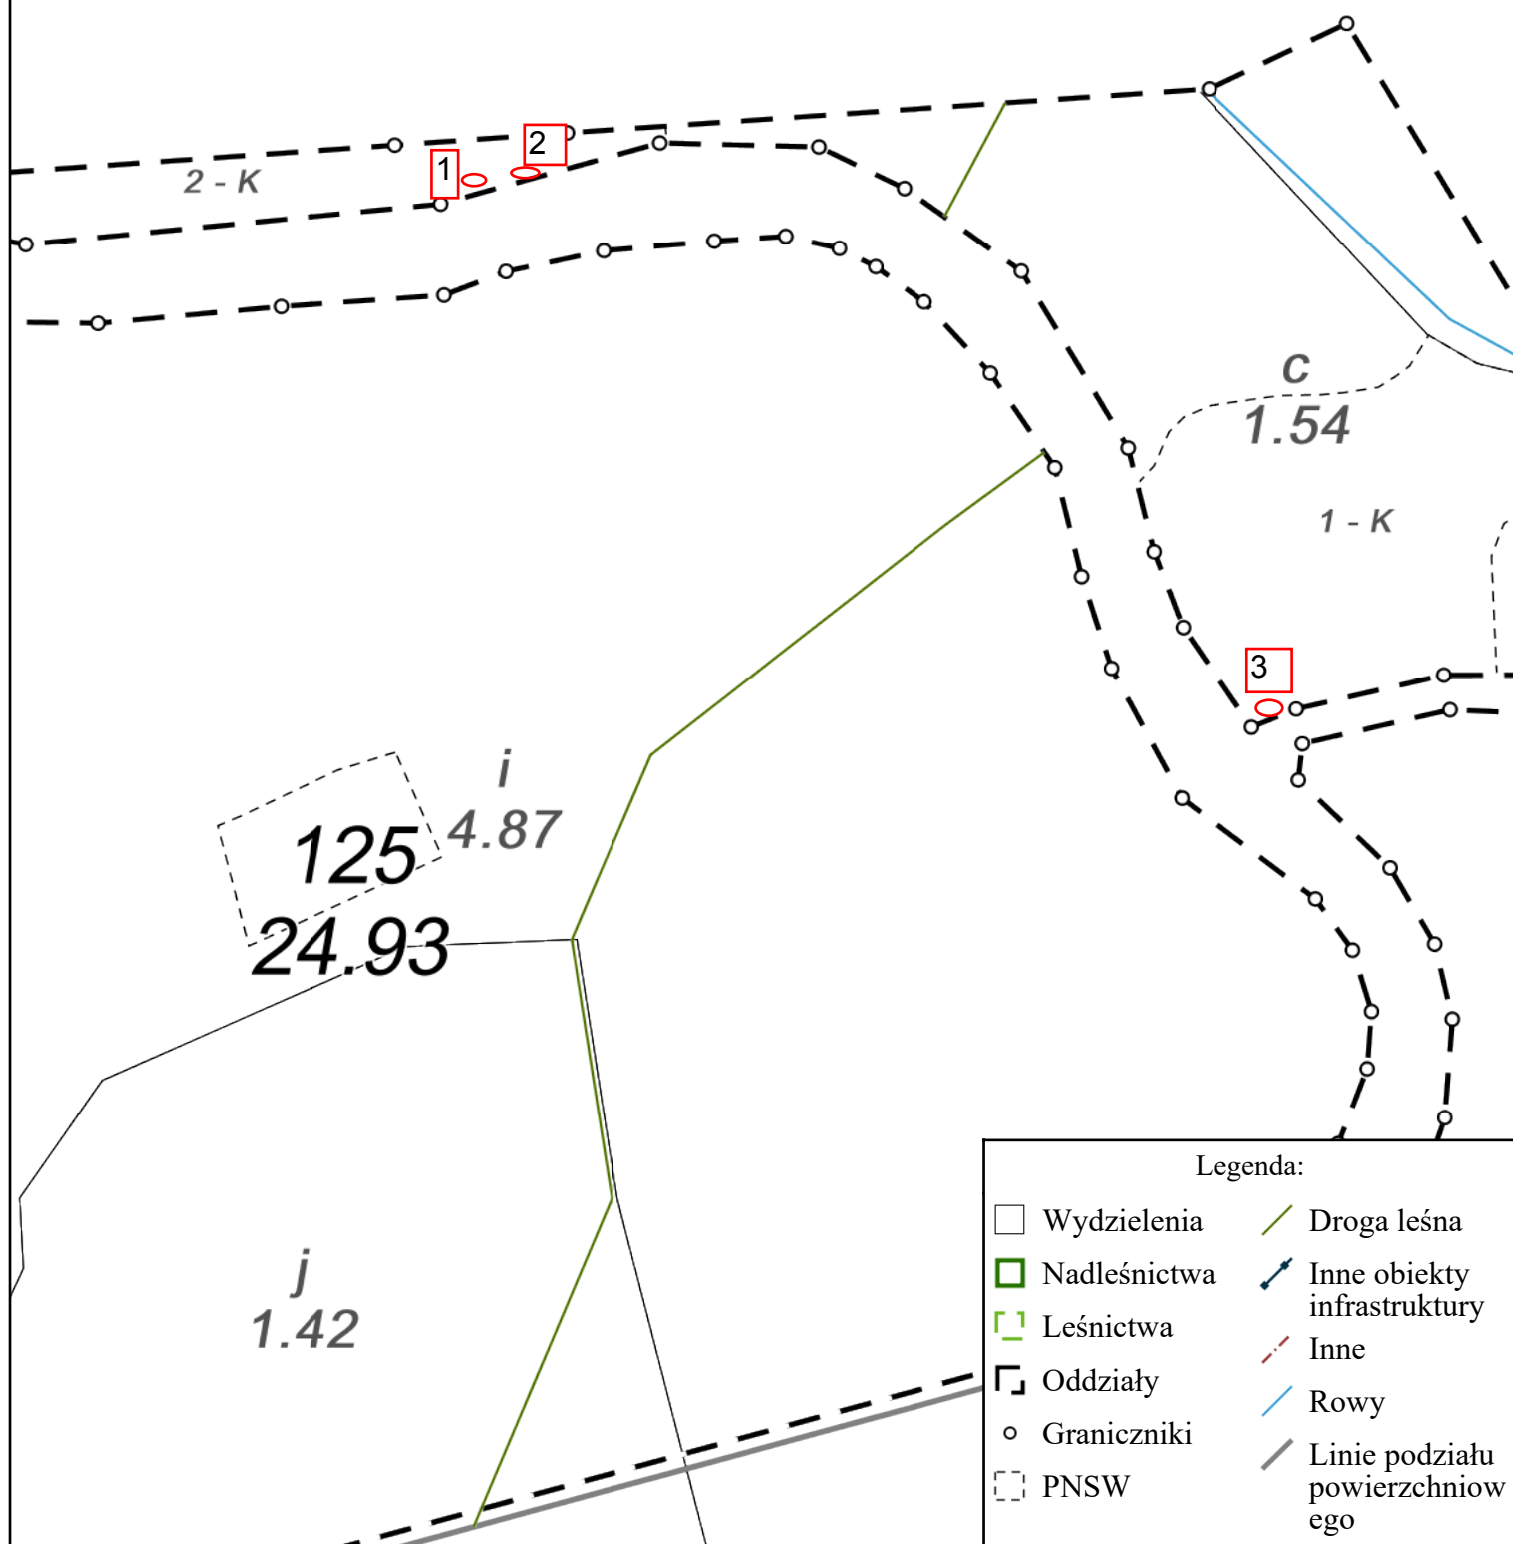 2
1
2 - K
c
1.54
1 - K
3
i
4.87
125
24.93
j
1.42
Legenda:
Wydzielenia
Nadleśnictwa
Leśnictwa
Oddziały
Graniczniki
PNSW
Droga leśna
Inne obiekty
infrastruktury
Inne
Rowy
Linie podziału
powierzchniow
ego